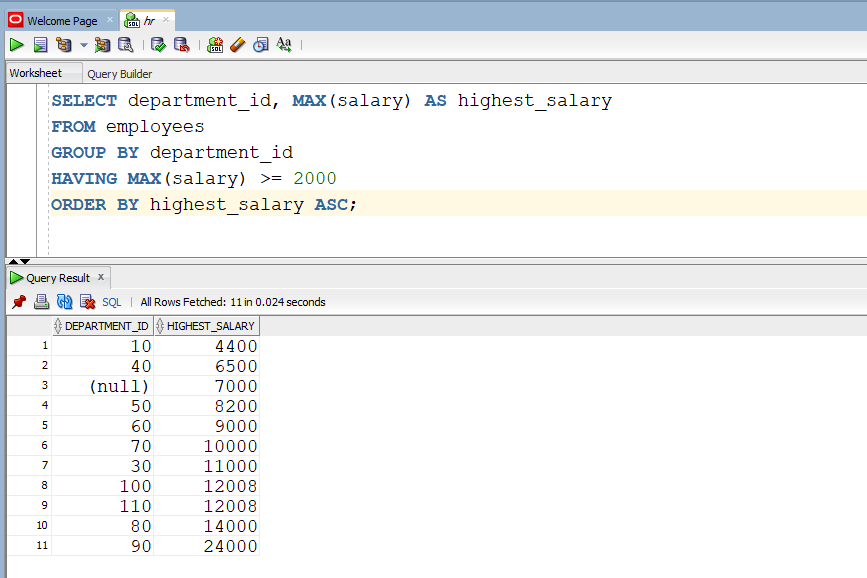 Welcome Page × SQL hr ×
SQL Aa
Worksheet Query Builder
SELECT department_id, MAX(salary) AS highest_salary
FROM employees
GROUP BY department_id
HAVING MAX(salary) >= 2000
ORDER BY highest_salary ASC;
Query Result x
SQL | All Rows Fetched: 11 in 0.024 seconds
DEPARTMENT_ID HIGHEST_SALARY
1 10 4400
2 40 6500
3 (null) 7000
4 50 8200
5 60 9000
6 70 10000
7 30 11000
8 100 12008
9 110 12008
10 80 14000
11 90 24000